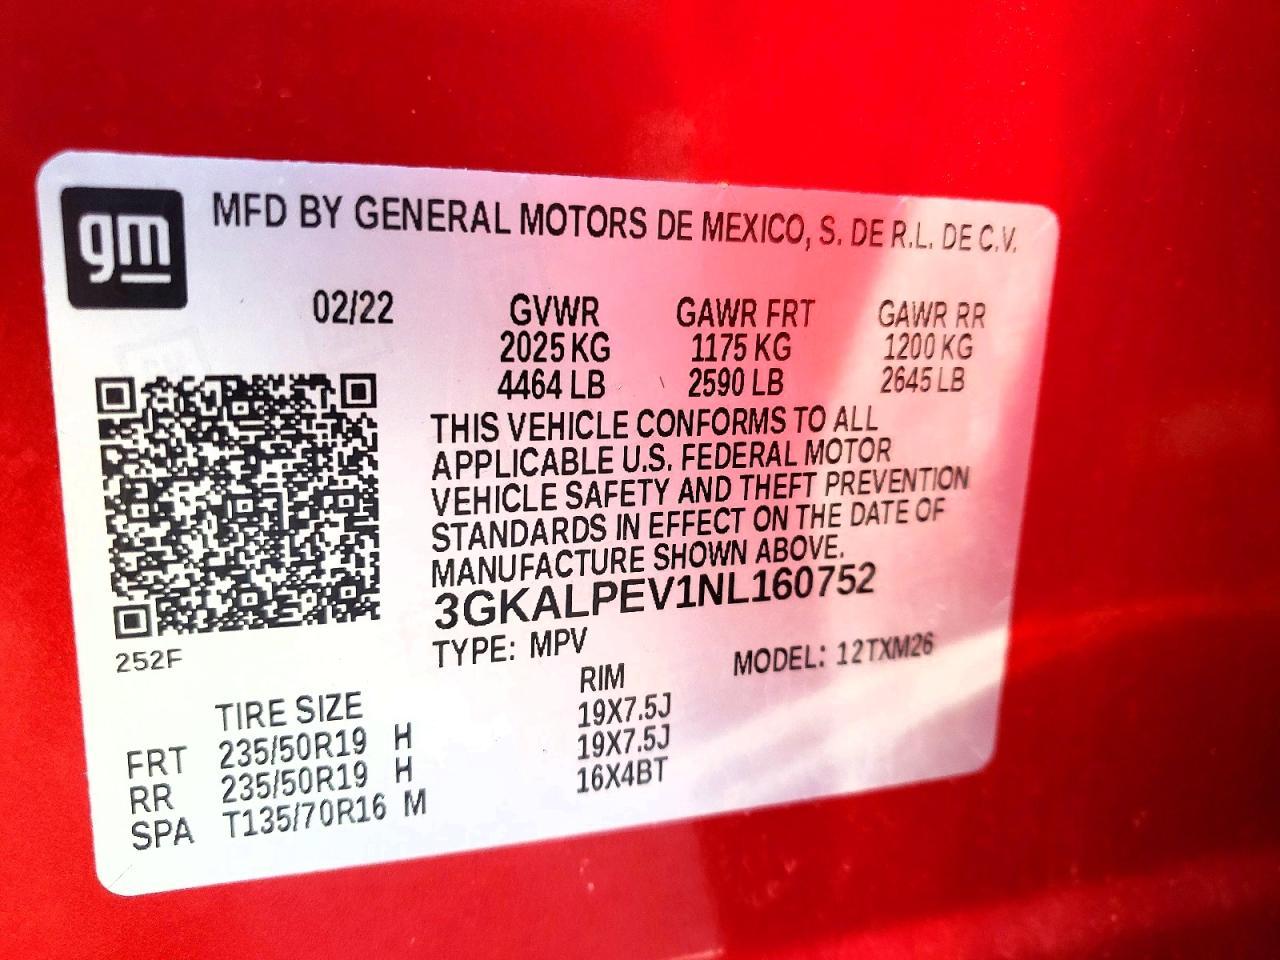 gm
MFD BY GENERAL MOTORS DE MEXICO, S. DE R.L. DE C.V.
02/22 GVWR GAWR FRT GAWR RR
2025 KG 1175 KG 1200 KG
4464 LB 2590 LB 2645 LB
THIS VEHICLE CONFORMS TO ALL
APPLICABLE U.S. FEDERAL MOTOR
VEHICLE SAFETY AND THEFT PREVENTION
STANDARDS IN EFFECT ON THE DATE OF
MANUFACTURE SHOWN ABOVE.
3GKALPEV1NL160752
252F
TYPE: MPV MODEL: 12TXM26
TIRE SIZE RIM
FRT 235/50R19 H 19X7.5J
RR 235/50R19 H 19X7.5J
SPA T135/70R16 M 16X4BT